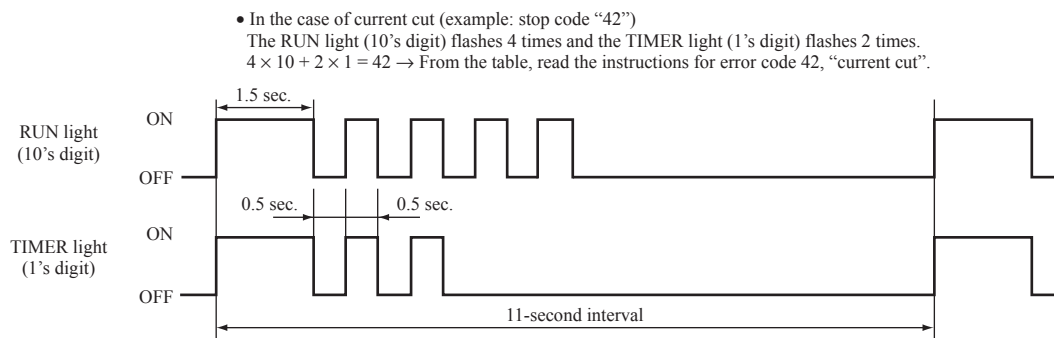 • In the case of current cut (example: stop code “42”)
The RUN light (10’s digit) flashes 4 times and the TIMER light (1’s digit) flashes 2 times.
4 × 10 + 2 × 1 = 42 → From the table, read the instructions for error code 42, “current cut”.
1.5 sec.
RUN light
(10’s digit)
ON
OFF
0.5 sec.
0.5 sec.
TIMER light
(1’s digit)
ON
OFF
11-second interval